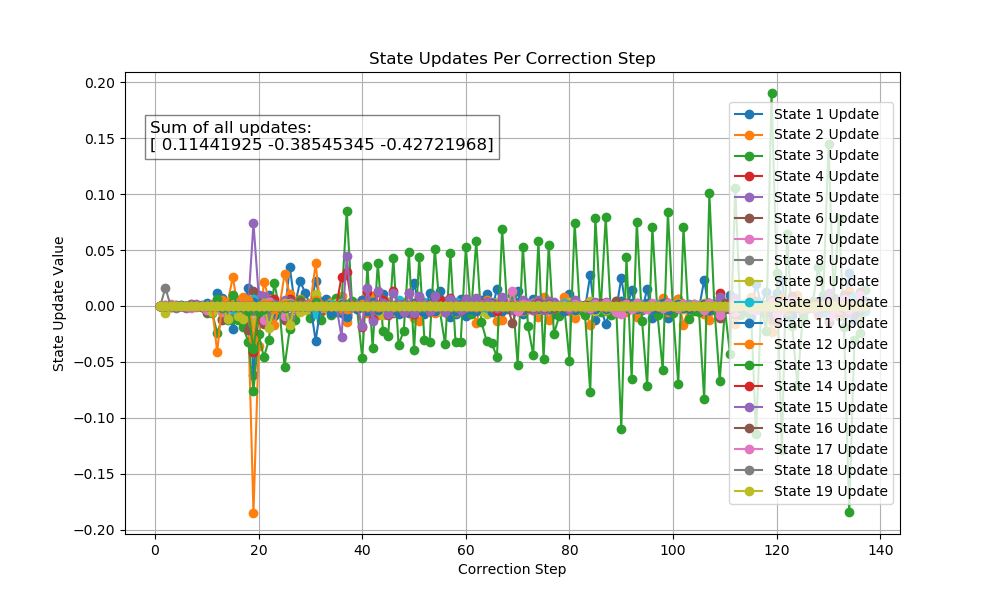 State Updates Per Correction Step
State Update Value
0.20
0.15
0.10
0.05
0.00
−0.05
−0.10
−0.15
−0.20
Sum of all updates:
[ 0.11441925 -0.38545345 -0.42721968]
State 1 Update
State 2 Update
State 3 Update
State 4 Update
State 5 Update
State 6 Update
State 7 Update
State 8 Update
State 9 Update
State 10 Update
State 11 Update
State 12 Update
State 13 Update
State 14 Update
State 15 Update
State 16 Update
State 17 Update
State 18 Update
State 19 Update
0 20 40 60 80 100 120 140
Correction Step